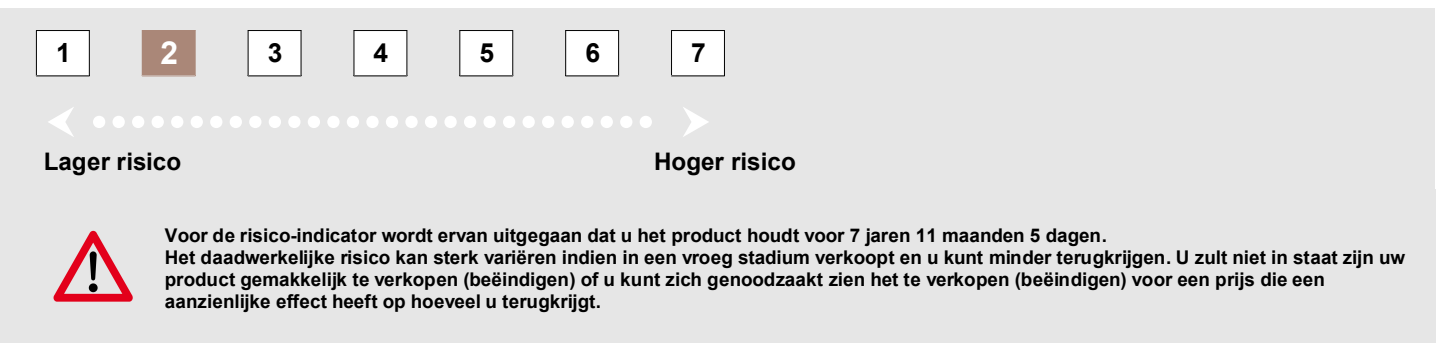 1 2 3 4 5 6 7
Lager risico Hoger risico
Voor de risico-indicator wordt ervan uitgegaan dat u het product houdt voor 7 jaren 11 maanden 5 dagen.
Het daadwerkelijke risico kan sterk variëren indien in een vroeg stadium verkoopt en u kunt minder terugkrijgen. U zult niet in staat zijn uw
product gemakkelijk te verkopen (beëindigen) of u kunt zich genoodzaakt zien het te verkopen (beëindigen) voor een prijs die een
aanzienlijke effect heeft op hoeveel u terugkrijgt.